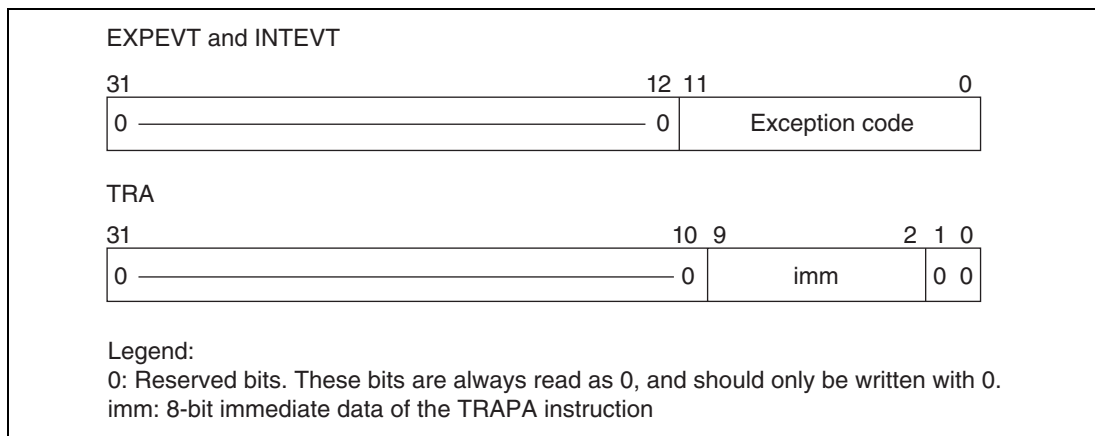 EXPEVT and INTEVT
31 12 11 0
0 0 Exception code
TRA
31 10 9 2 1 0
0 0 imm 0 0
Legend:
0: Reserved bits. These bits are always read as 0, and should only be written with 0.
imm: 8-bit immediate data of the TRAPA instruction